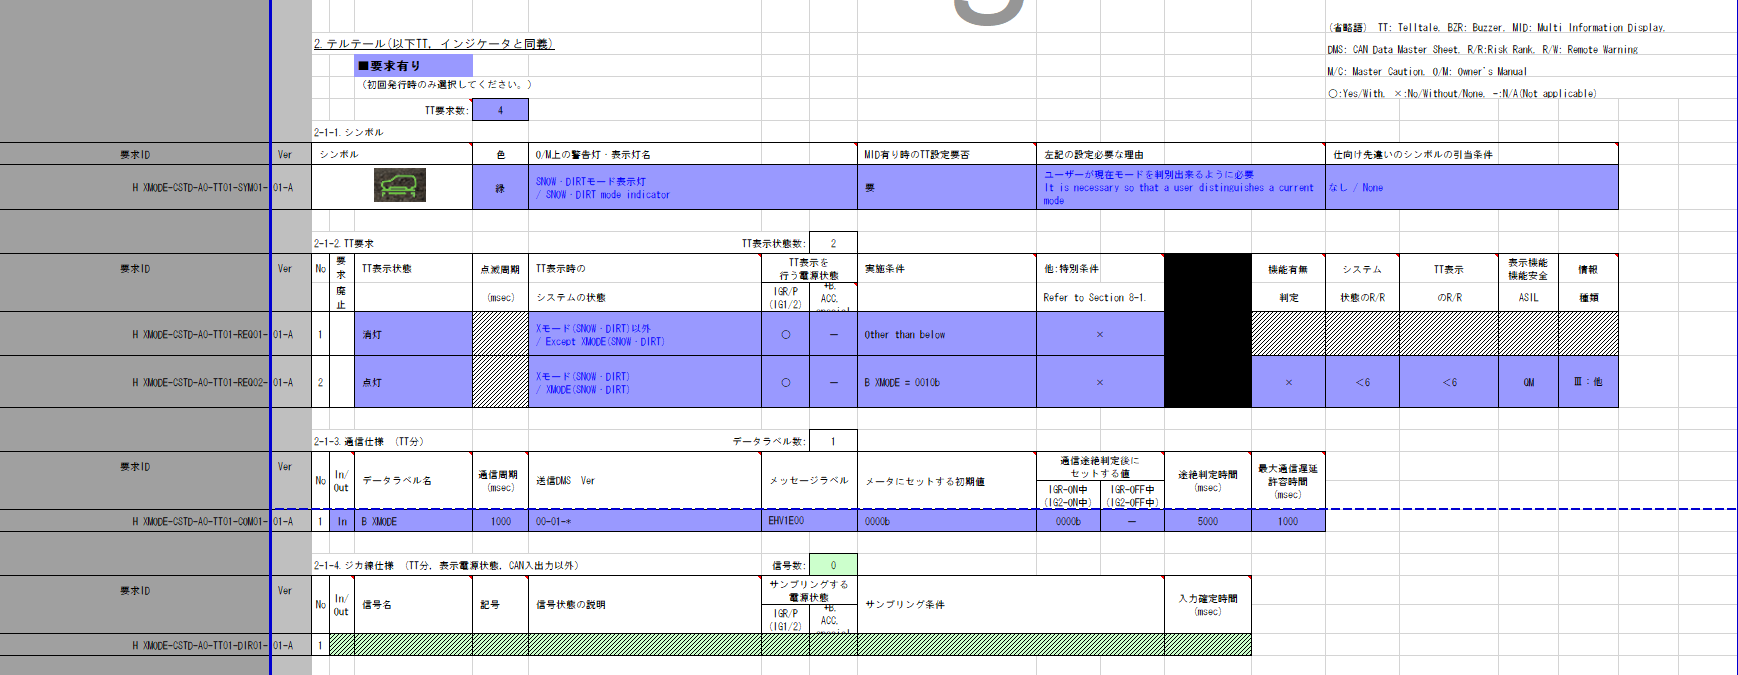 (省略語)　TT: Telltale, BZR: Buzzer, MID: Multi Information Display,
DMS: CAN Data Master Sheet, R/R:Risk Rank, R/W: Remote Warning
M/C: Master Caution, O/M: Owner's Manual
○:Yes/With, ×:No/Without/None, -:N/A(Not applicable)
2.テルテール(以下TT, インジケータと同義)
■要求有り
(初回発行時のみ選択してください。)
TT要求数: 4
2-1-1.シンボル
要求ID Ver シンボル 色 O/M上の警告灯・表示灯名 MID有り時のTT設定要否 左記の設定必要な理由 仕向け先違いのシンボルの引当条件
H XMODE-CSTD-A0-TT01-SYM01- 01-A 緑 SNOW・DIRTモード表示灯 / SNOW・DIRT mode indicator 要 ユーザーが現在モードを判別出来るように必要 It is necessary so that a user distinguishes a current mode なし / None
2-1-2.TT要求 TT表示状態数: 2
要求ID Ver No 要求廃止 TT表示状態 点滅周期 (msec) TT表示時の システムの状態 TT表示を行う電源状態 IGR/P (IG1/2) +B, ACC, 実施条件 他:特別条件 Refer to Section 8-1. 機能有無 判定 システム 状態のR/R TT表示 のR/R 表示機能 機能安全 ASIL 情報 種類
H XMODE-CSTD-A0-TT01-REQ01- 01-A 1 消灯 Xモード(SNOW・DIRT)以外 / Except XMODE(SNOW・DIRT) ○ － Other than below ×
H XMODE-CSTD-A0-TT01-REQ02- 01-A 2 点灯 Xモード(SNOW・DIRT) / XMODE(SNOW・DIRT) ○ － B XMODE = 0010b × × <6 <6 QM Ⅲ：他
2-1-3.通信仕様 (TT分) データラベル数: 1
要求ID Ver No In/Out データラベル名 通信周期 (msec) 送信DMS Ver メッセージラベル メータにセットする初期値 通信途絶判定後にセットする値 IGR-ON中 (IG2-ON中) IGR-OFF中 (IG2-OFF中) 途絶判定時間 (msec) 最大通信遅延許容時間 (msec)
H XMODE-CSTD-A0-TT01-COM01- 01-A 1 In B XMODE 1000 00-01-* EHV1E00 0000b 0000b － 5000 1000
2-1-4.ジカ線仕様 (TT分, 表示電源状態, CAN入出力以外) 信号数: 0
要求ID Ver No In/Out 信号名 記号 信号状態の説明 サンプリングする電源状態 IGR/P (IG1/2) +B, ACC, サンプリング条件 入力確定時間 (msec)
H XMODE-CSTD-A0-TT01-DIR01- 01-A 1